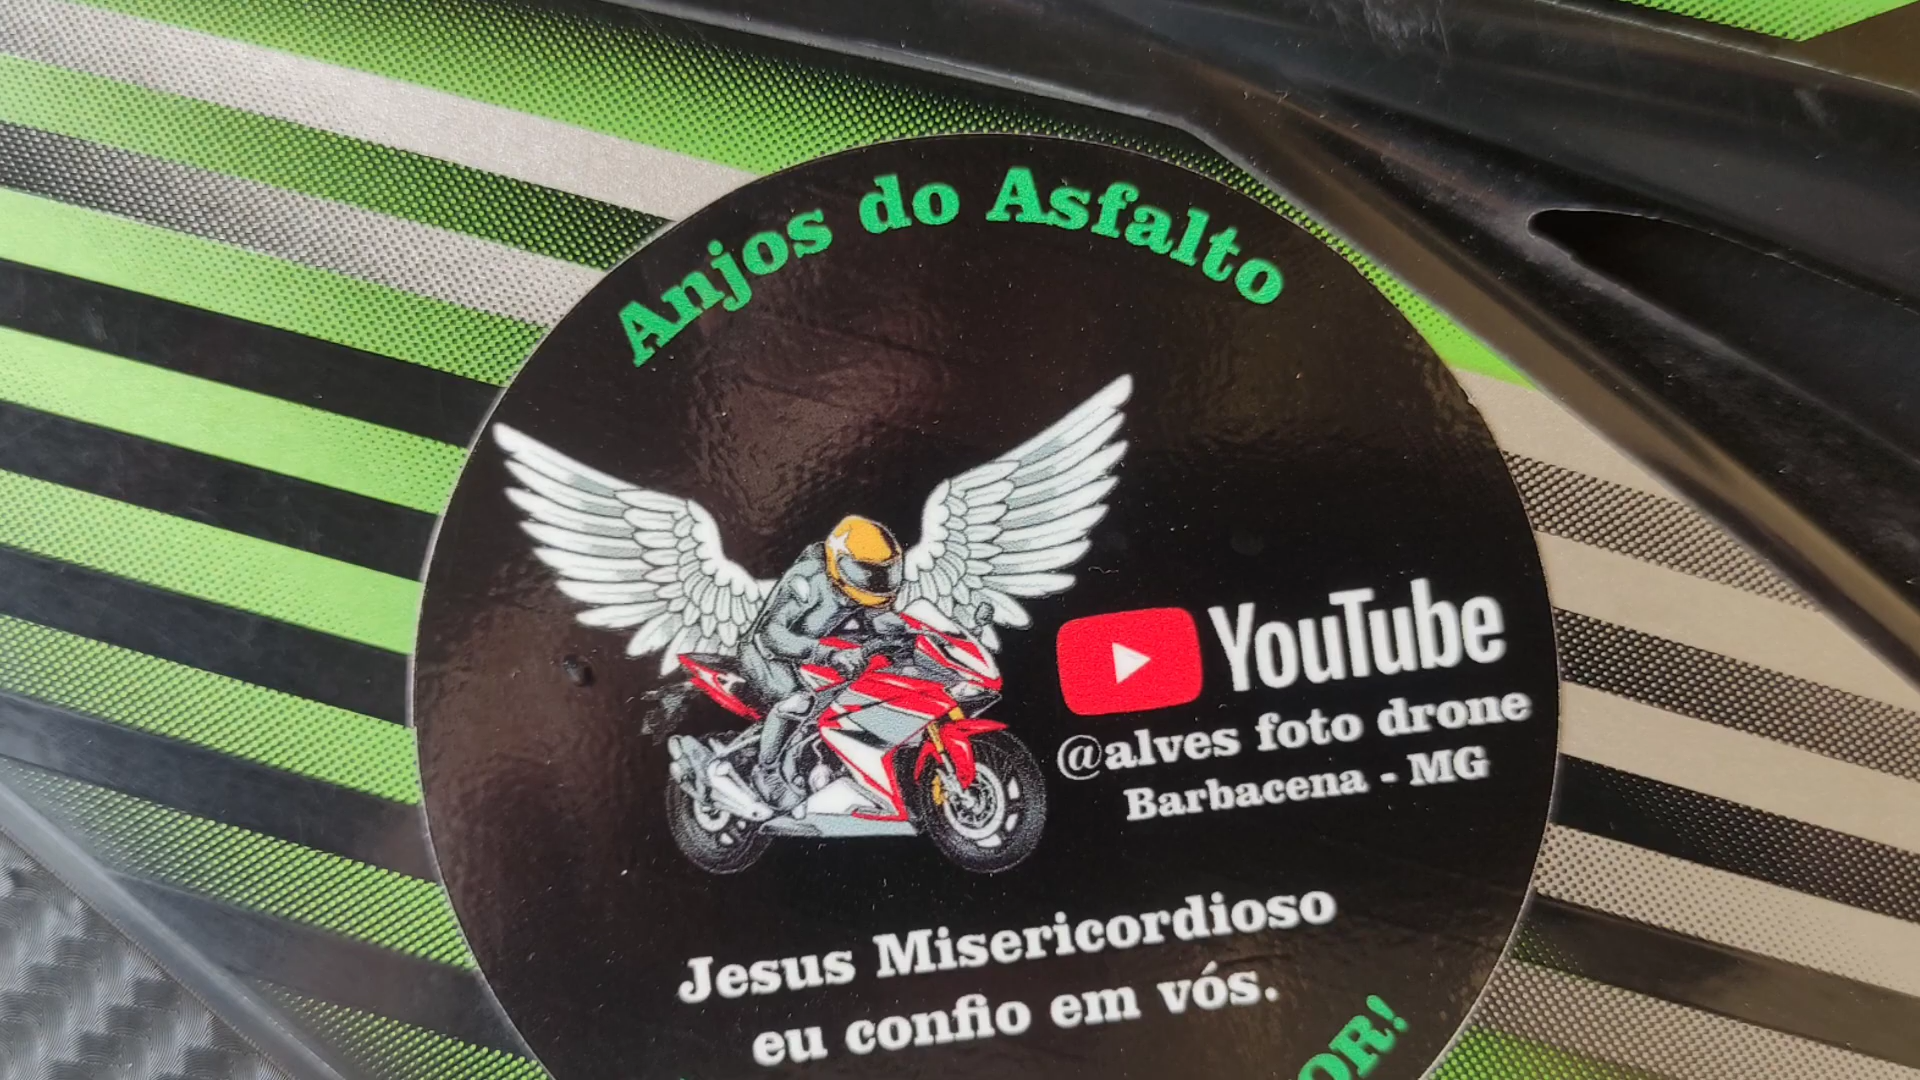 Anjos do Asfalto
YouTube
@alves foto drone
Barbacena - MG
Jesus Misericordioso
eu confio em vós.